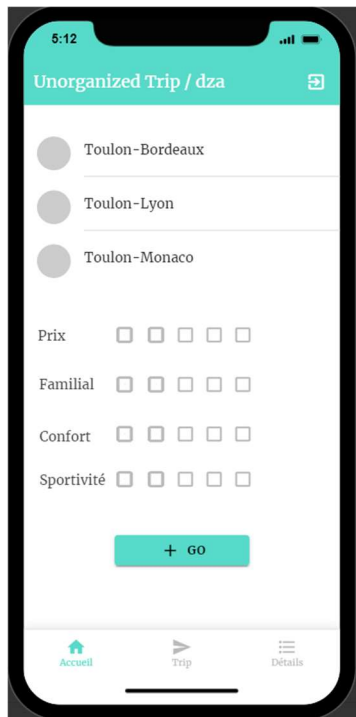 5:12
Unorganized Trip / dza
Toulon-Bordeaux
Toulon-Lyon
Toulon-Monaco
Prix
Familial
Confort
Sportivité
+ GO
Accueil Trip Détails